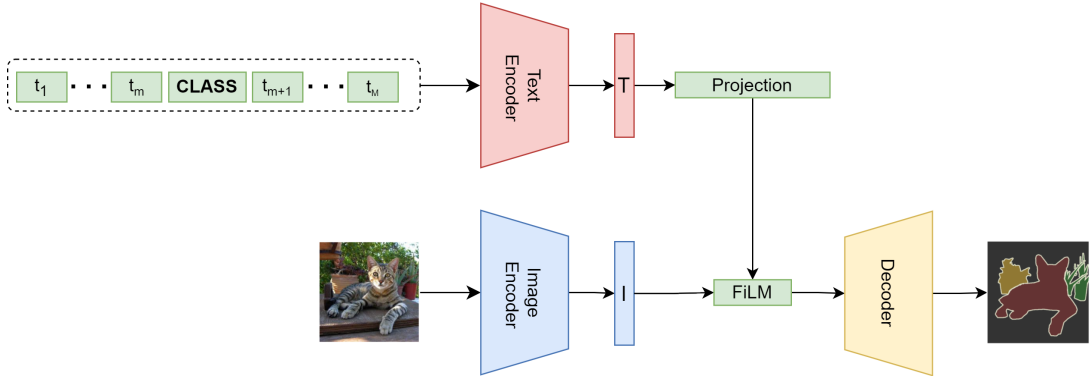 t1 ... tm CLASS tm+1 ... tM
Text
Encoder
T
Projection
Image
Encoder
I
FiLM
Decoder